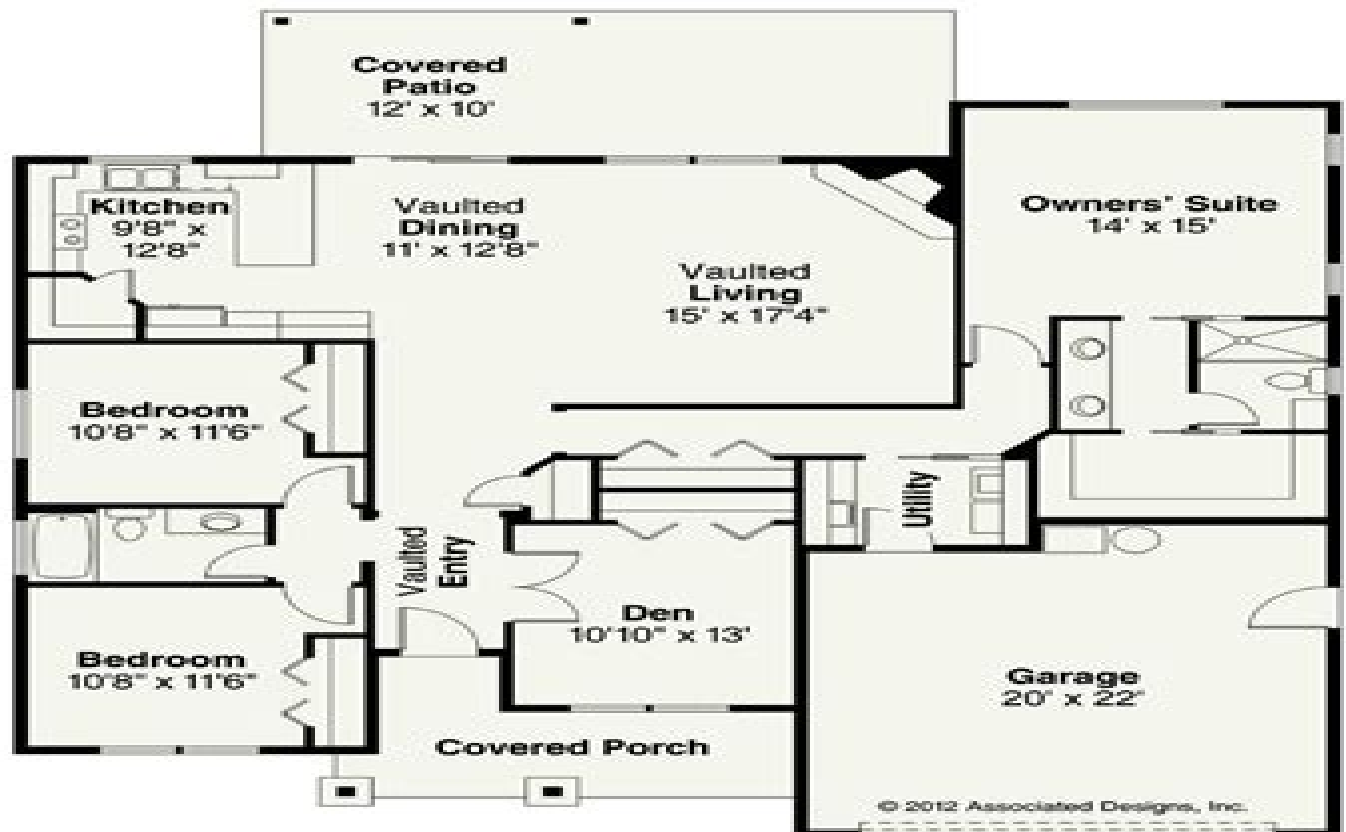 Covered
Patio
12' x 10'
Kitchen
9'8" x
12'8"
Vaulted
Dining
11' x 12'8"
Vaulted
Living
15' x 17'4"
Owners' Suite
14' x 15'
Bedroom
10'8" x 11'6"
Utility
Vaulted
Entry
Den
10'10" x 13'
Bedroom
10'8" x 11'6"
Garage
20' x 22'
Covered Porch
© 2012 Associated Designs, Inc.